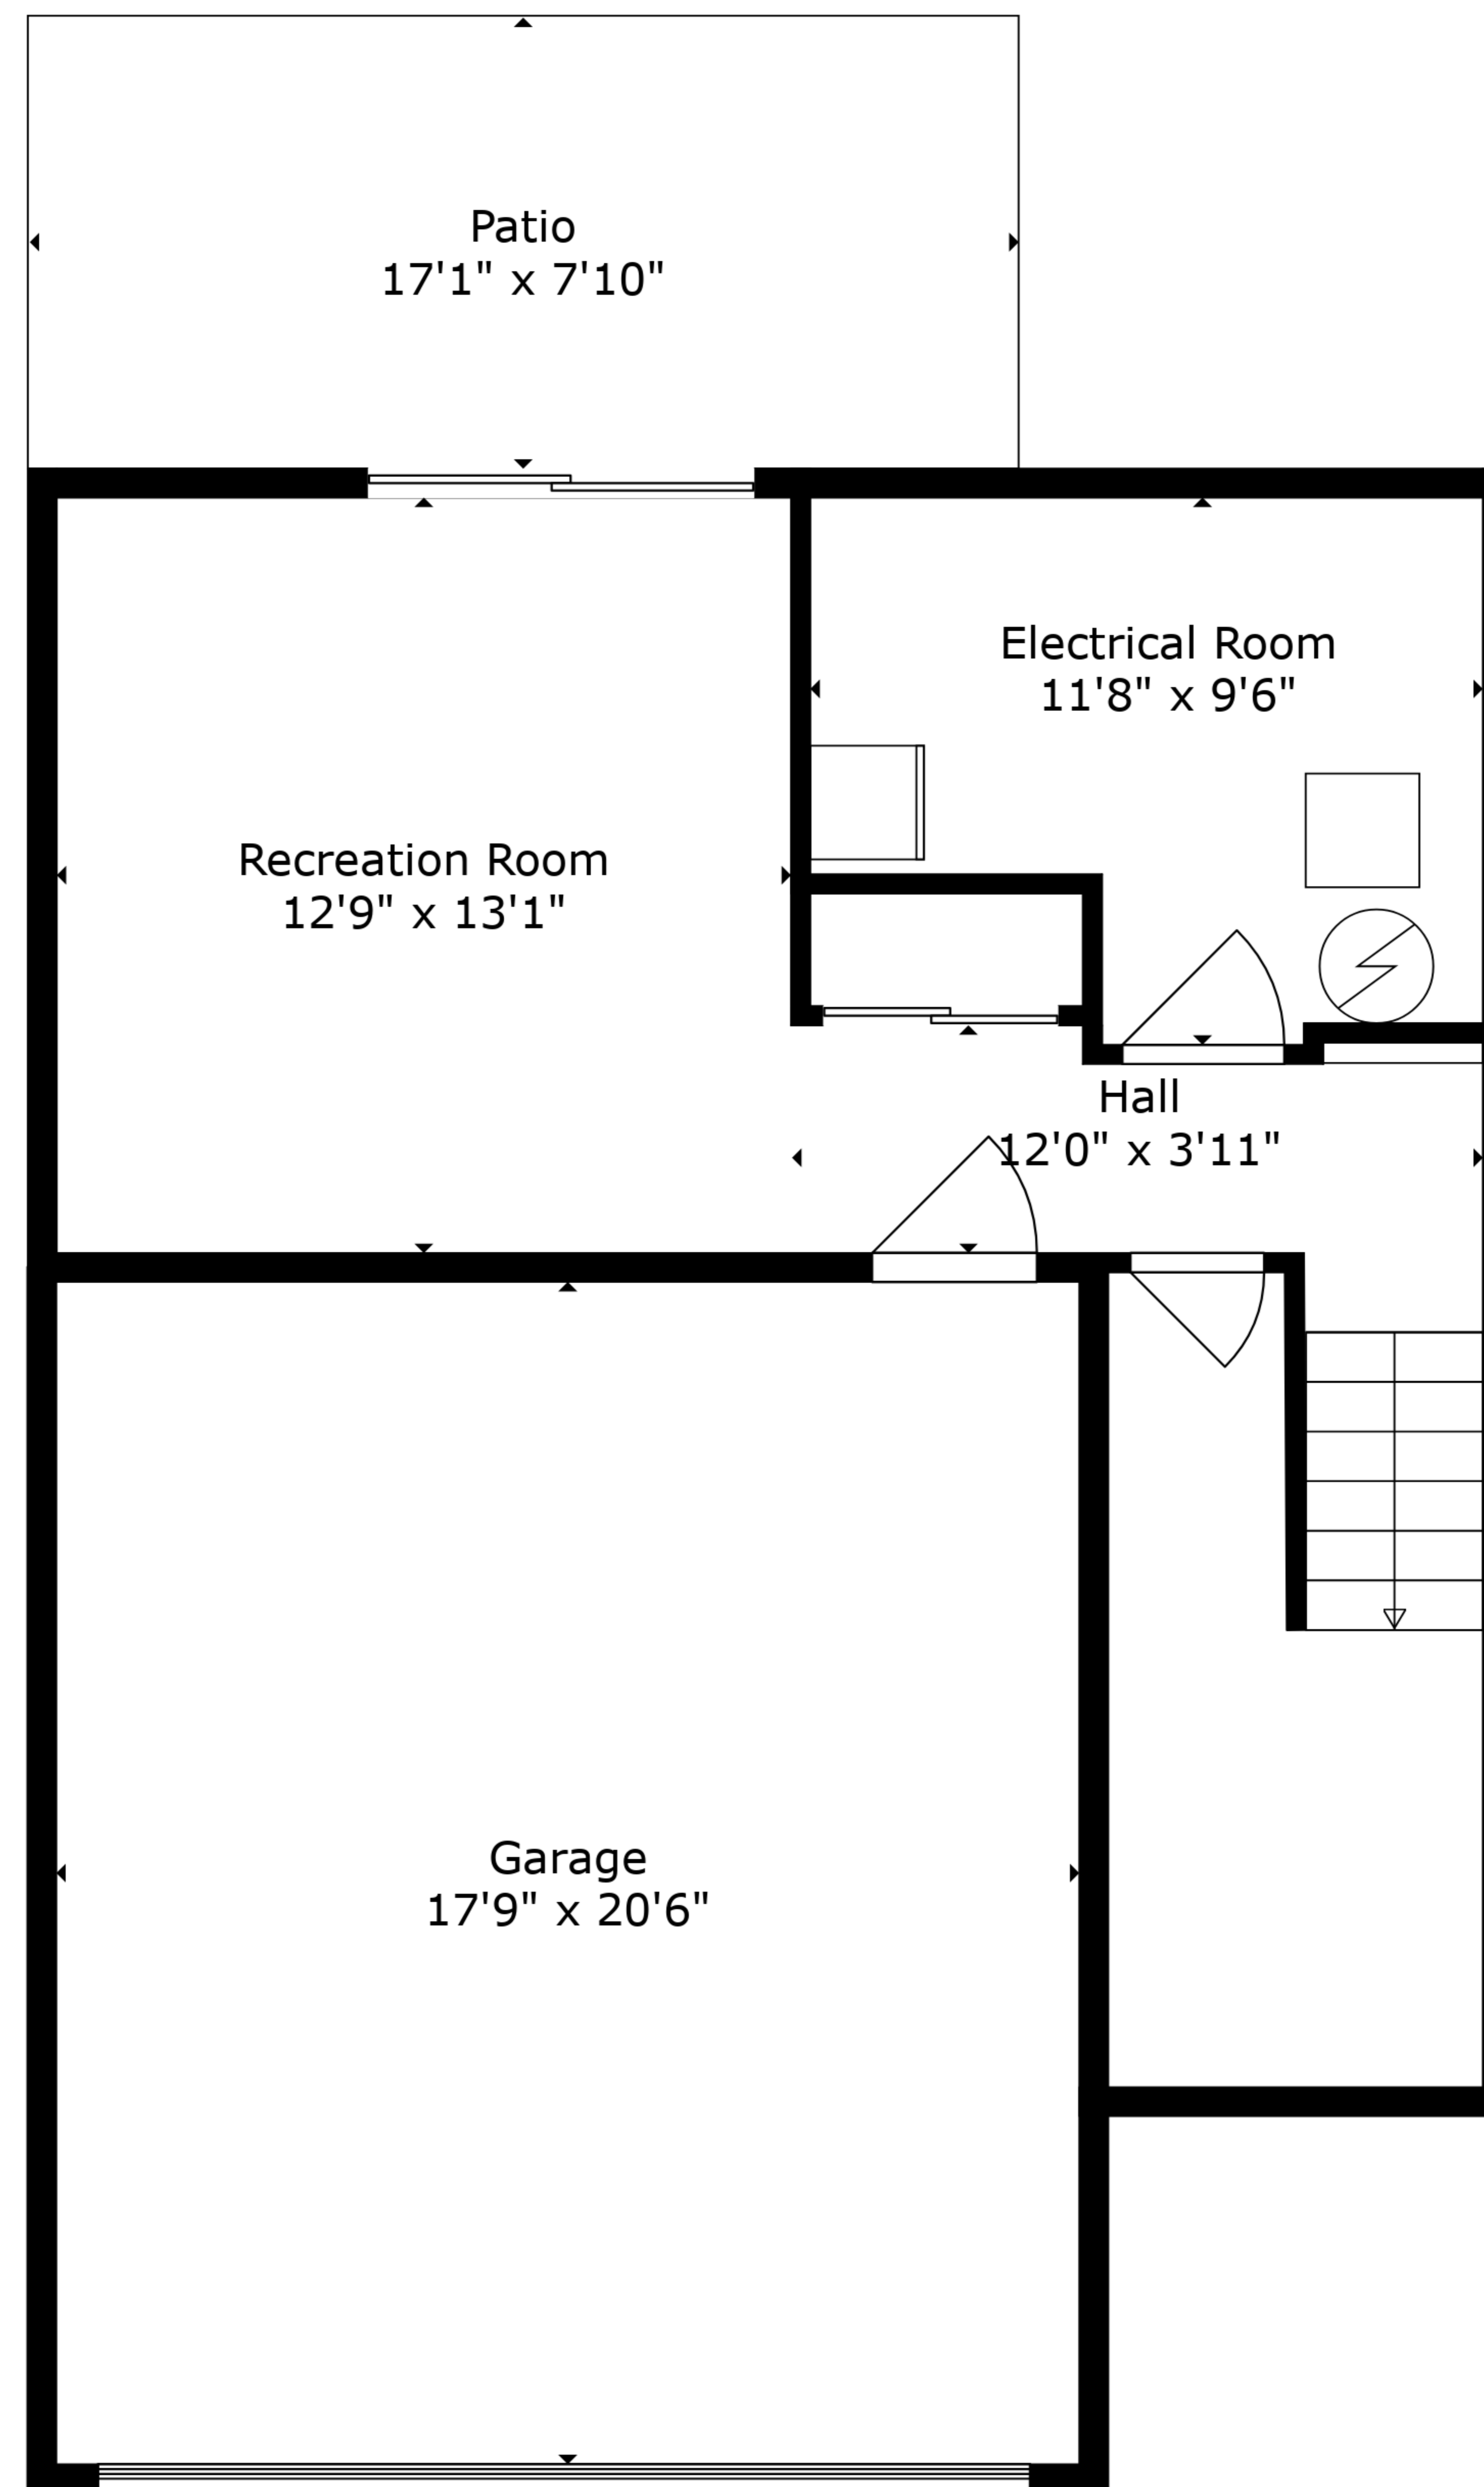 Patio
17'1" x 7'10"
Electrical Room
11'8" x 9'6"
Recreation Room
12'9" x 13'1"
Hall
12'0" x 3'11"
Garage
17'9" x 20'6"